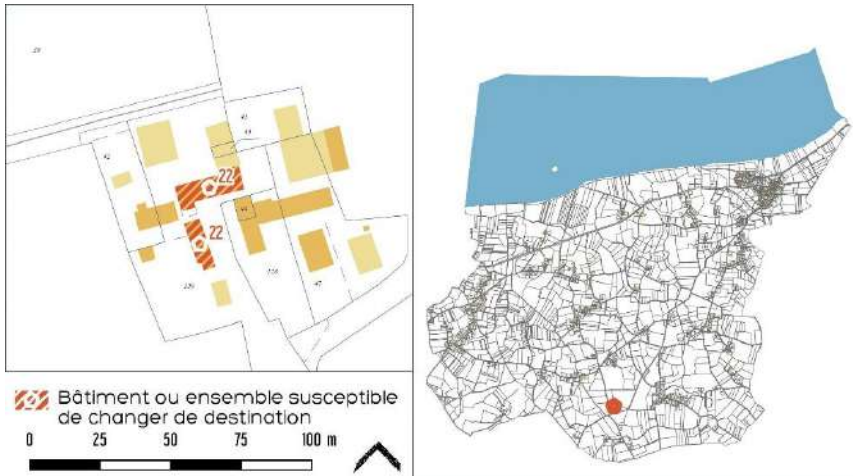 22
22
Bâtiment ou ensemble susceptible
de changer de destination
0 25 50 75 100 m